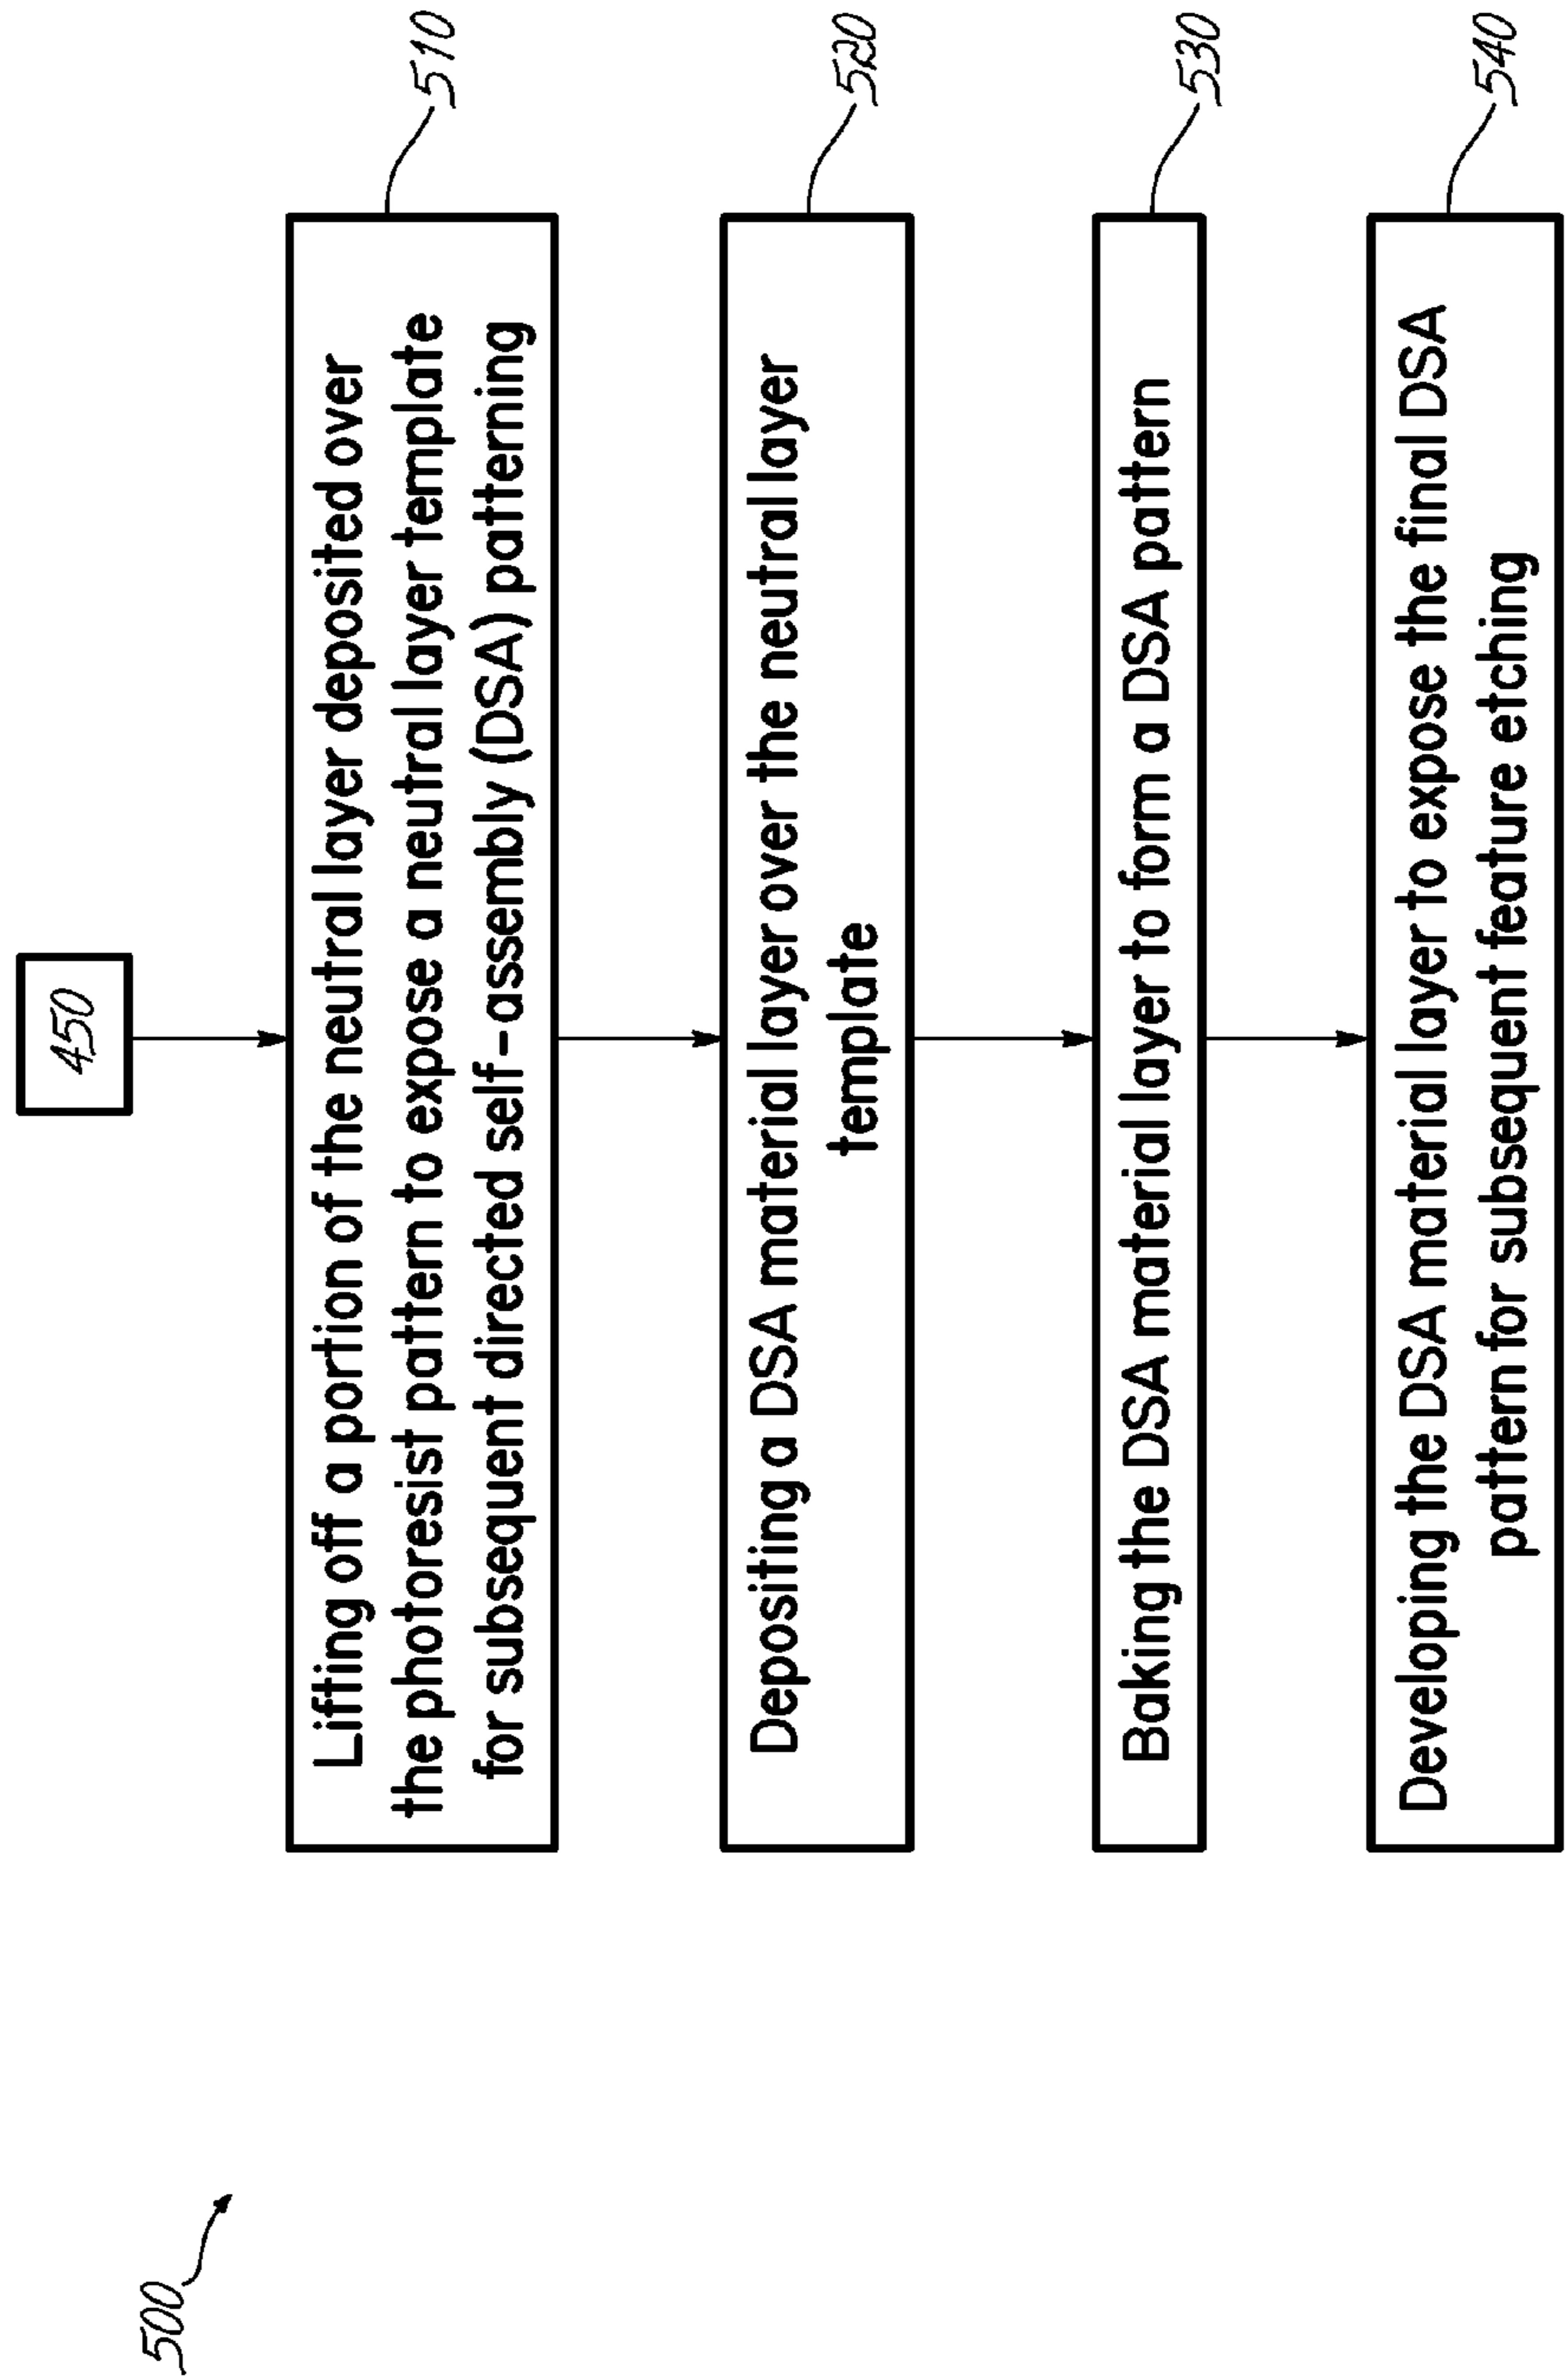 500
450
Lifting off a portion of the neutral layer deposited over
the photoresist pattern to expose a neutral layer template
for subsequent directed self-assembly (DSA) patterning
510
Depositing a DSA material layer over the neutral layer
template
520
Baking the DSA material layer to form a DSA pattern
530
Developing the DSA material layer to expose the final DSA
pattern for subsequent feature etching
540